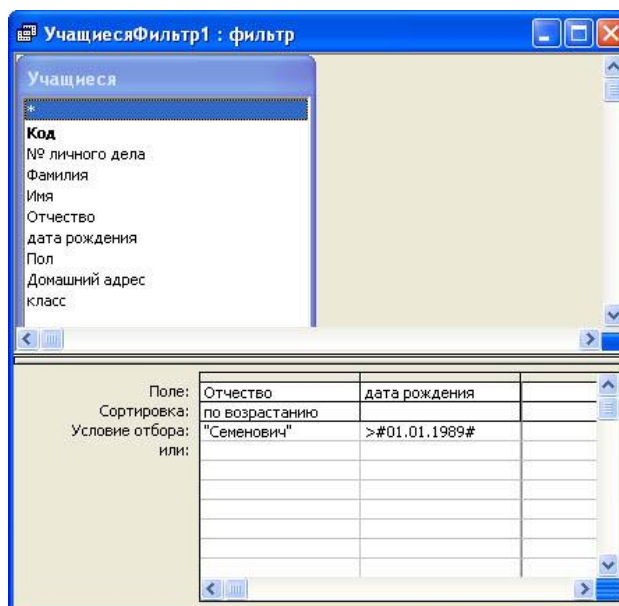 УчащиесяФильтр1 : фильтр
Учащиеся
*
Код
№ личного дела
Фамилия
Имя
Отчество
дата рождения
Пол
Домашний адрес
класс
Поле: Отчество дата рождения
Сортировка: по возрастанию
Условие отбора: "Семенович" >#01.01.1989#
или: